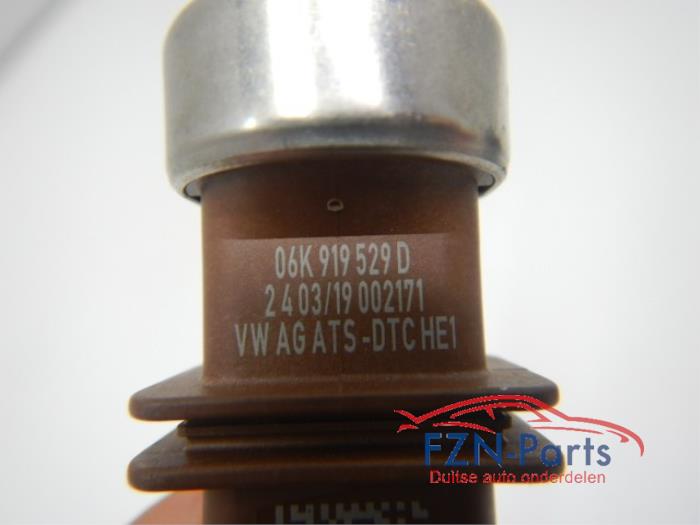 06K 919 529 D
2 4 03/19 002171
VW AG ATS-DTC HE1
FZN-Parts
Duitse auto onderdelen